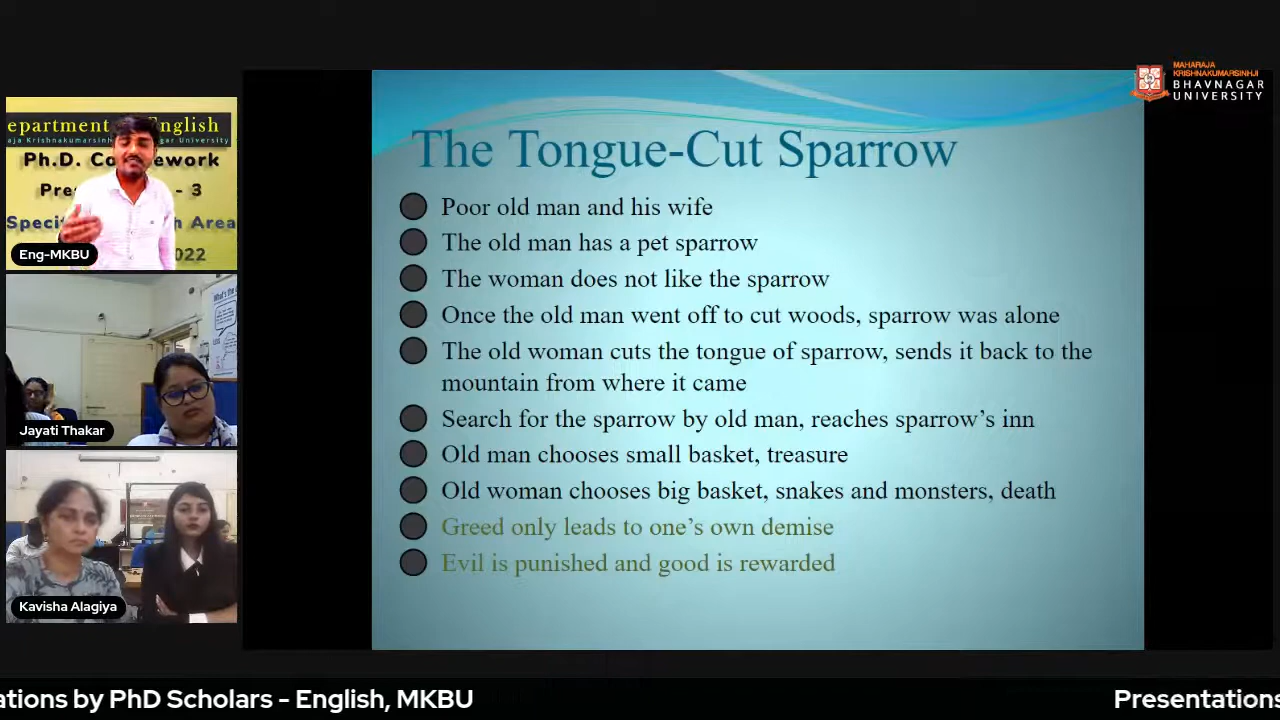 MAHARAJA
KRISHNAKUMARSINHJI
BHAVNAGAR
UNIVERSITY
epartment English
Ph.D. Co ework
Pre - 3
Speci h Area
022
Eng-MKBU
Jayati Thakar
Kavisha Alagiya
The Tongue-Cut Sparrow
Poor old man and his wife
The old man has a pet sparrow
The woman does not like the sparrow
Once the old man went off to cut woods, sparrow was alone
The old woman cuts the tongue of sparrow, sends it back to the
mountain from where it came
Search for the sparrow by old man, reaches sparrow's inn
Old man chooses small basket, treasure
Old woman chooses big basket, snakes and monsters, death
Greed only leads to one's own demise
Evil is punished and good is rewarded
ations by PhD Scholars - English, MKBU
Presentations